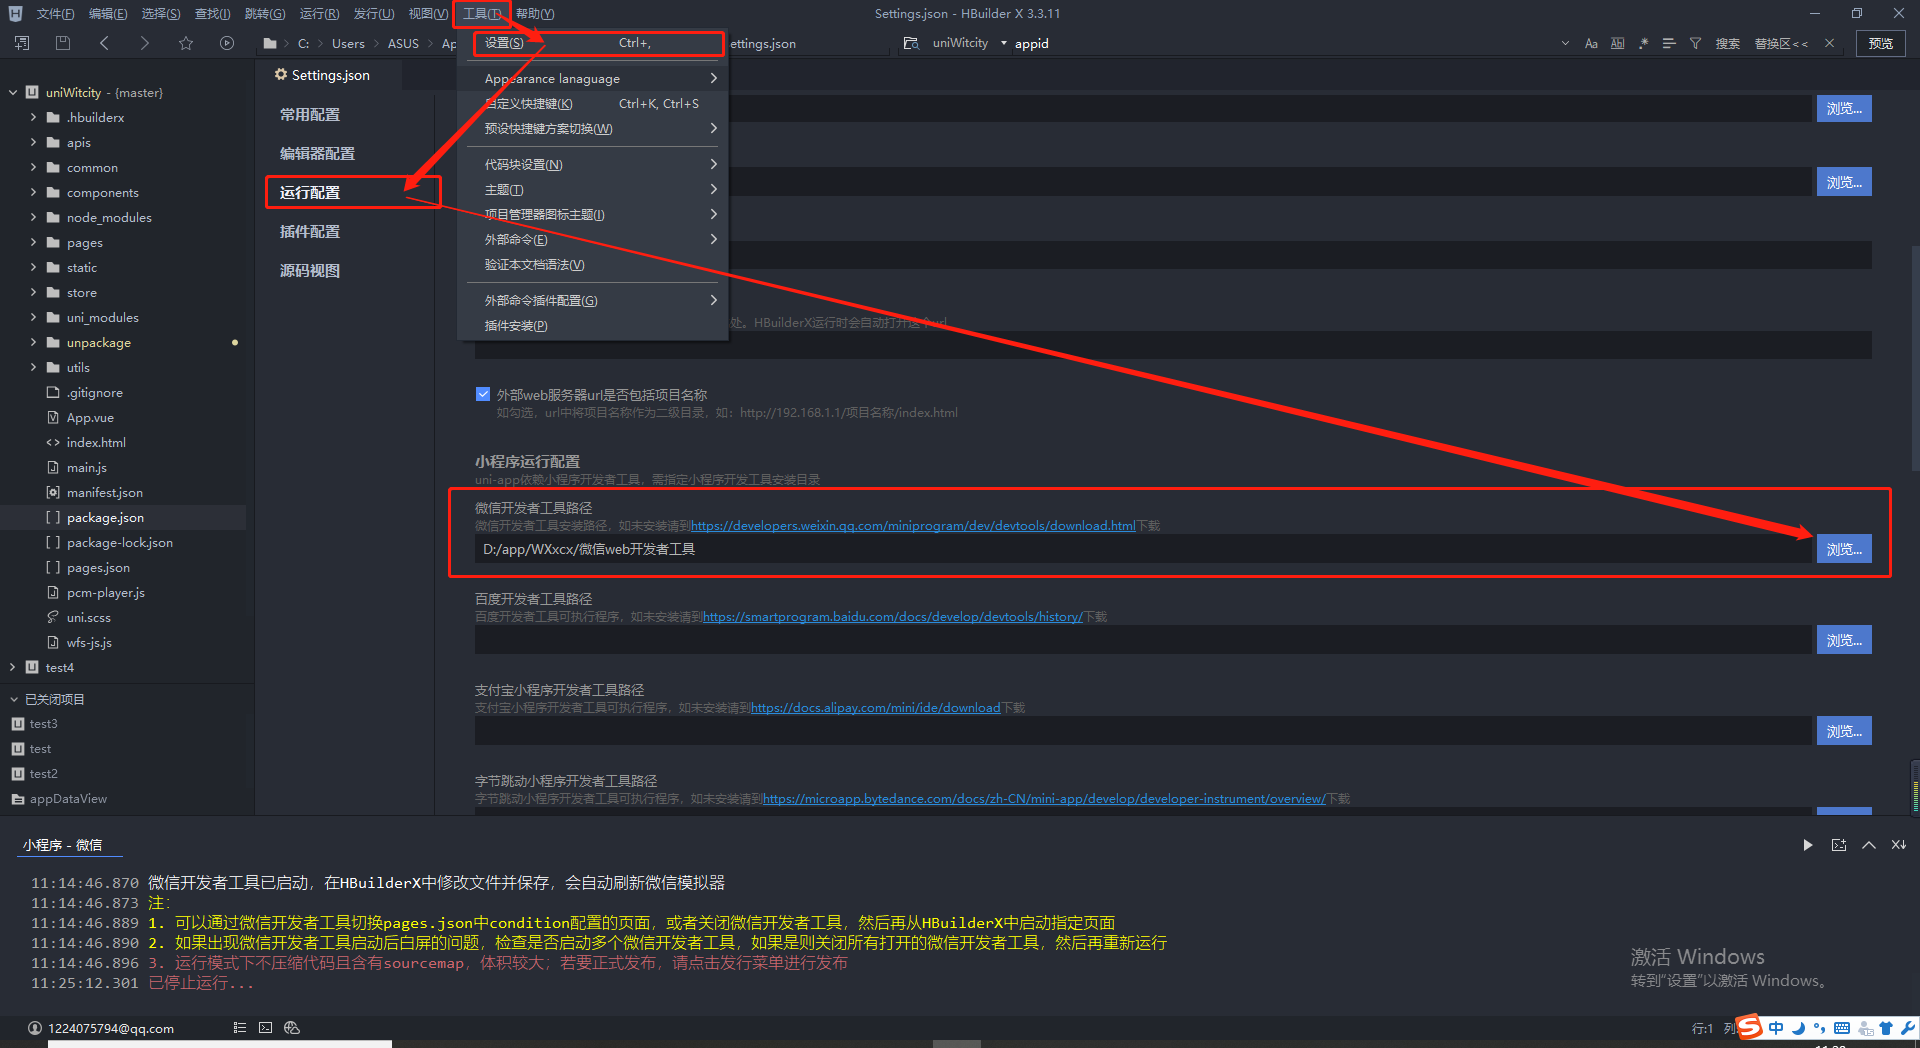 文件(F) 编辑(E) 选择(S) 查找(I) 跳转(G) 运行(R) 发行(U) 视图(V) 工具(T) 帮助(Y)
Settings.json - HBuilder X 3.3.11
C: Users ASUS Ap
ettings.json
uniWitcity appid
Aa 搜索 替换区<< 预览
设置(S) Ctrl+,
Appearance lanaguage
自定义快捷键(K) Ctrl+K, Ctrl+S
预设快捷键方案切换(W)
代码块设置(N)
主题(T)
项目管理器图标主题(I)
外部命令(E)
验证本文档语法(V)
外部命令插件配置(G)
插件安装(P)
uniWitcity - {master}
.hbuilderx
apis
common
components
node_modules
pages
static
store
uni_modules
unpackage
utils
.gitignore
App.vue
index.html
main.js
manifest.json
package.json
package-lock.json
pages.json
pcm-player.js
uni.scss
wfs-js.js
test4
已关闭项目
test3
test
test2
appDataView
Settings.json
常用配置
编辑器配置
运行配置
插件配置
源码视图
浏览...
浏览...
处。HBuilderX运行时会自动打开这个url
外部web服务器url是否包括项目名称
如勾选，url中将项目名称作为二级目录，如：http://192.168.1.1/项目名称/index.html
小程序运行配置
uni-app依赖小程序开发者工具，需指定小程序开发工具安装目录
微信开发者工具路径
微信开发者工具安装路径，如未安装请到https://developers.weixin.qq.com/miniprogram/dev/devtools/download.html下载
D:/app/WXxcx/微信web开发者工具
浏览...
百度开发者工具路径
百度开发者工具可执行程序，如未安装请到https://smartprogram.baidu.com/docs/develop/devtools/history/下载
浏览...
支付宝小程序开发者工具路径
支付宝小程序开发者工具可执行程序，如未安装请到https://docs.alipay.com/mini/ide/download下载
浏览...
字节跳动小程序开发者工具路径
字节跳动小程序开发者工具可执行程序，如未安装请到https://microapp.bytedance.com/docs/zh-CN/mini-app/develop/developer-instrument/overview/下载
小程序 - 微信
11:14:46.870 微信开发者工具已启动，在HBuilderX中修改文件并保存，会自动刷新微信模拟器
11:14:46.873 注：
11:14:46.889 1. 可以通过微信开发者工具切换pages.json中condition配置的页面，或者关闭微信开发者工具，然后再从HBuilderX中启动指定页面
11:14:46.890 2. 如果出现微信开发者工具启动后白屏的问题，检查是否启动多个微信开发者工具，如果是则关闭所有打开的微信开发者工具，然后再重新运行
11:14:46.896 3. 运行模式下不压缩代码且含有sourcemap，体积较大；若要正式发布，请点击发行菜单进行发布
11:25:12.301 已停止运行...
激活 Windows
转到“设置”以激活 Windows。
1224075794@qq.com
行:1 列:
中